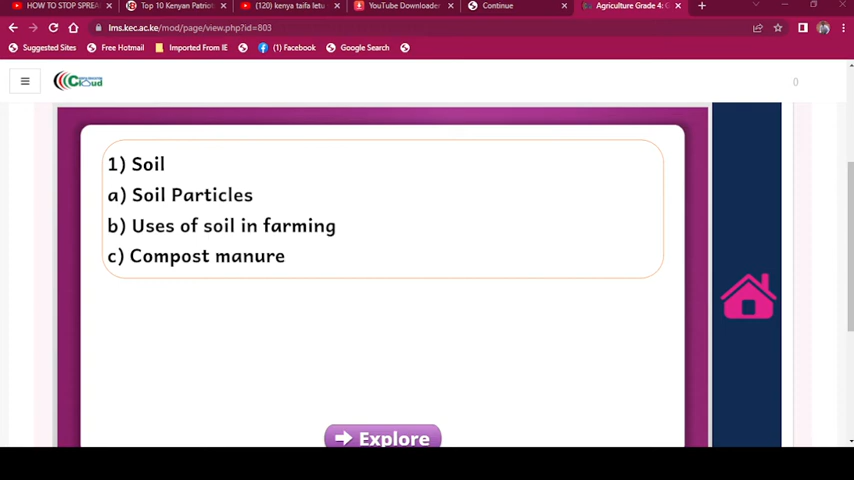 HOW TO STOP SPREA
Top 10 Kenyan Patriot
(120) kenya taifa letu
YouTube Downloader
Continue
Agriculture Grade 4:
lms.kec.ac.ke/mod/page/view.php?id=803
Suggested Sites
Free Hotmail
Imported From IE
(1) Facebook
Google Search
Cloud
1) Soil
a) Soil Particles
b) Uses of soil in farming
c) Compost manure
Explore